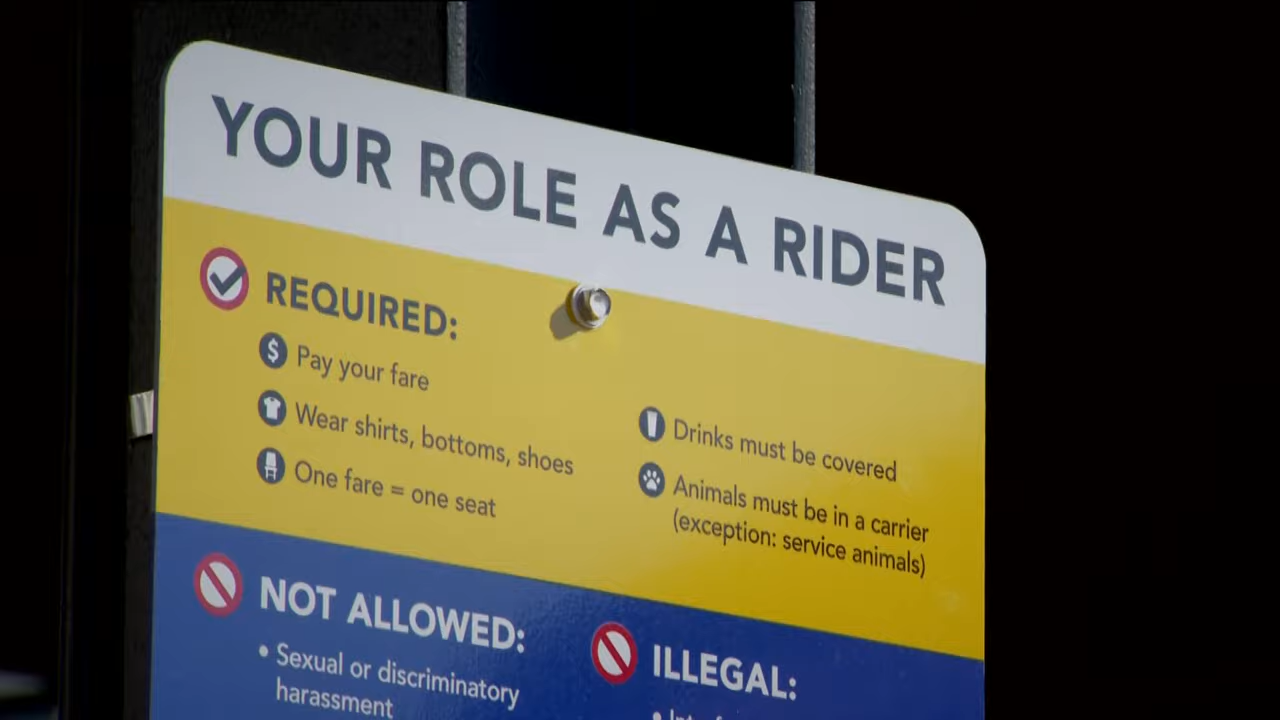 YOUR ROLE AS A RIDER
REQUIRED:
$ Pay your fare
Wear shirts, bottoms, shoes
One fare = one seat
Drinks must be covered
Animals must be in a carrier
(exception: service animals)
NOT ALLOWED:
• Sexual or discriminatory
harassment
ILLEGAL: